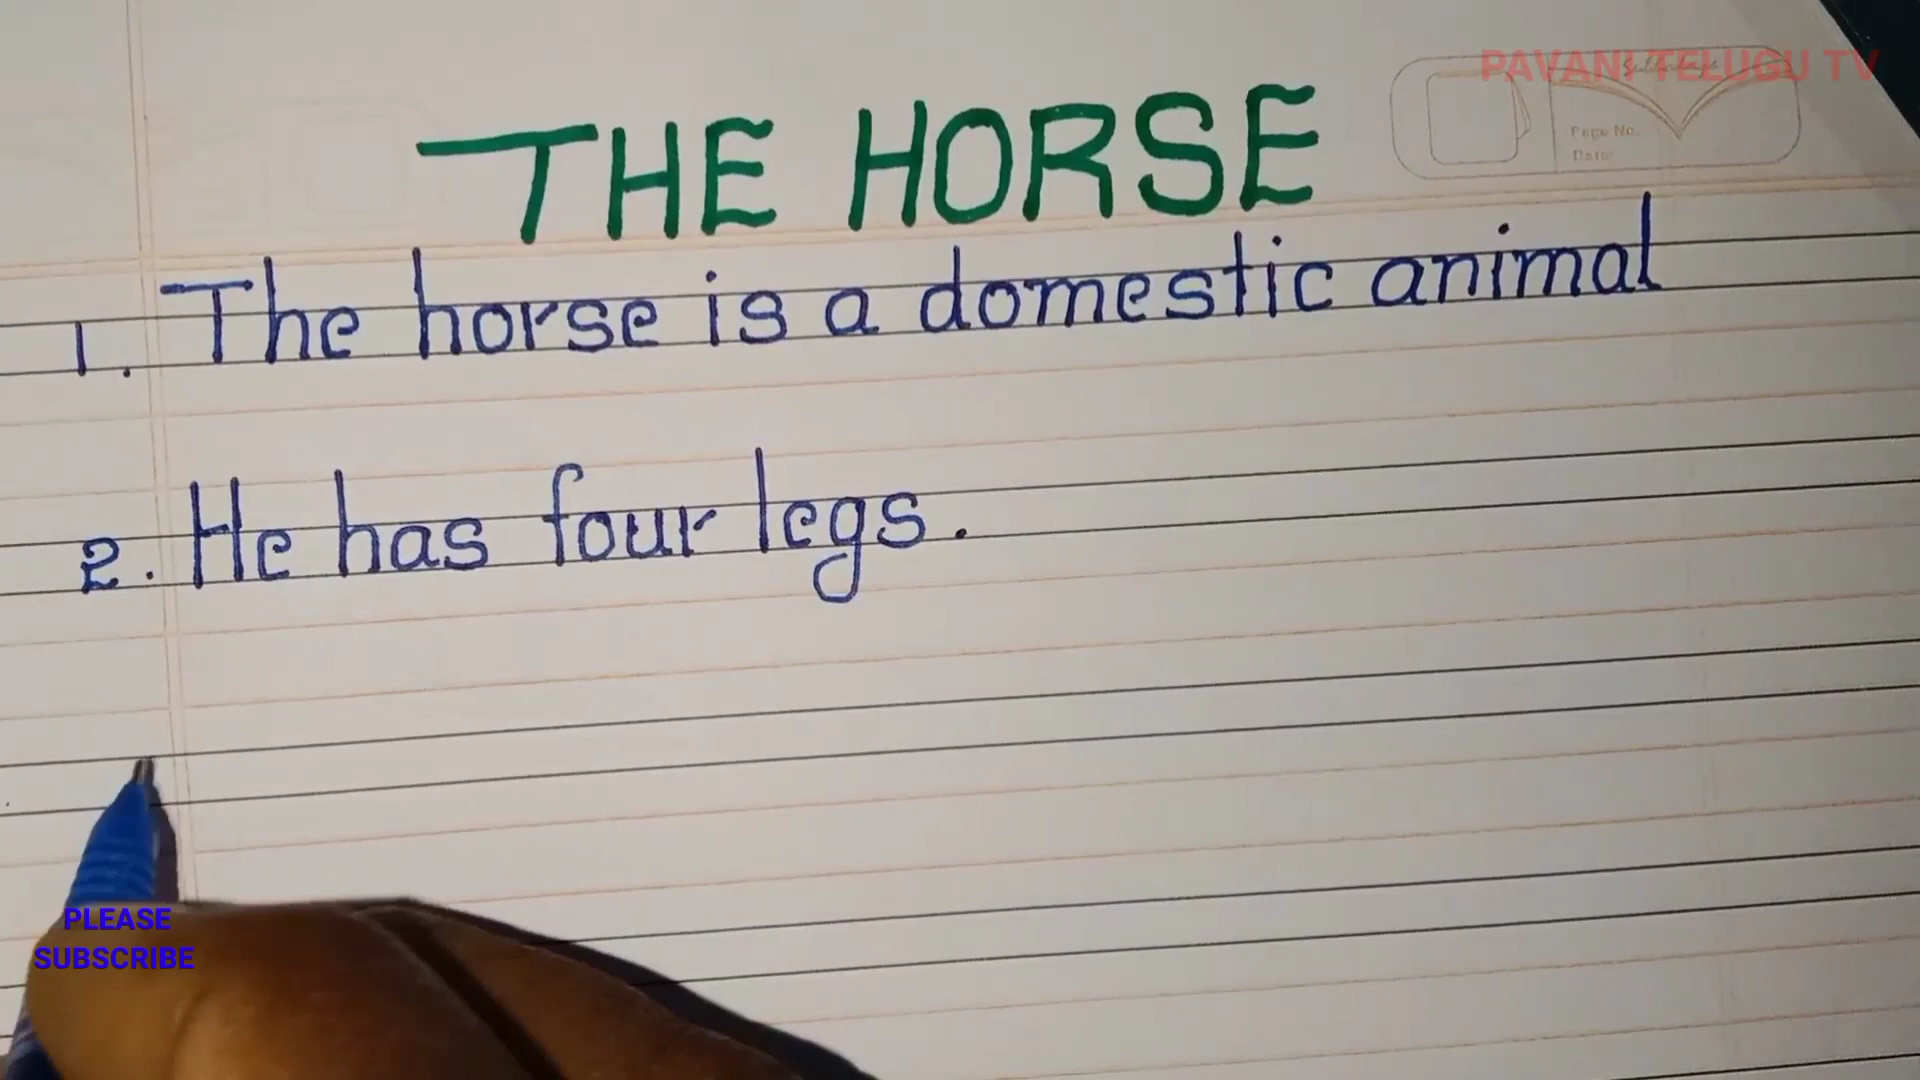 PAVANI TELUGU TV
Page No.
Date:
THE HORSE
1. The horse is a domestic animal
2. He has four legs.
PLEASE
SUBSCRIBE